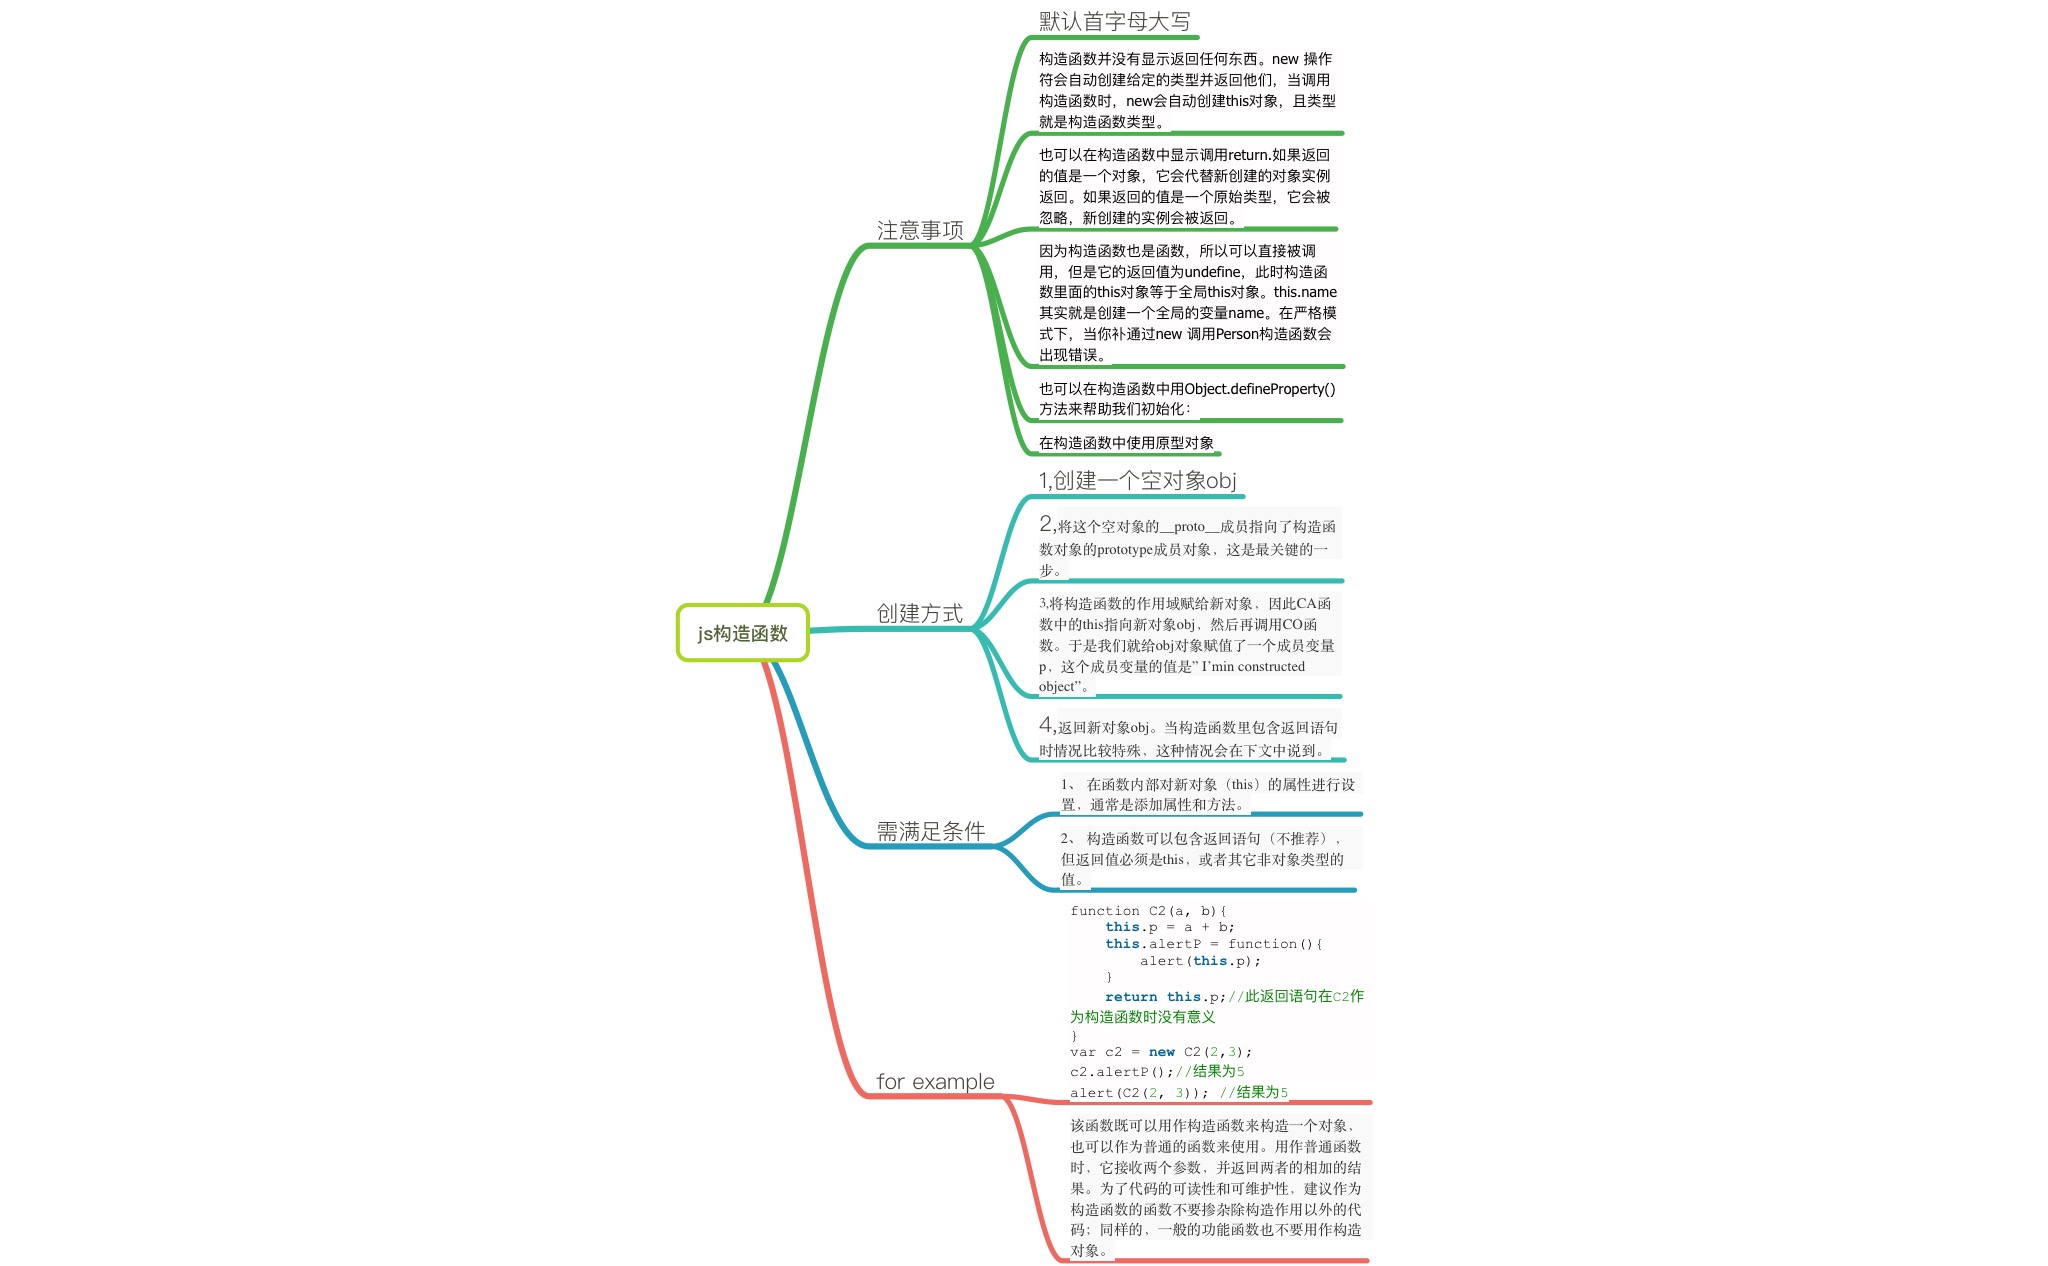 js构造函数
注意事项
默认首字母大写
构造函数并没有显示返回任何东西。new 操作
符会自动创建给定的类型并返回他们，当调用
构造函数时，new会自动创建this对象，且类型
就是构造函数类型。
也可以在构造函数中显示调用return.如果返回
的值是一个对象，它会代替新创建的对象实例
返回。如果返回的值是一个原始类型，它会被
忽略，新创建的实例会被返回。
因为构造函数也是函数，所以可以直接被调
用，但是它的返回值为undefine，此时构造函
数里面的this对象等于全局this对象。this.name
其实就是创建一个全局的变量name。在严格模
式下，当你补通过new 调用Person构造函数会
出现错误。
也可以在构造函数中用Object.defineProperty()
方法来帮助我们初始化：
在构造函数中使用原型对象
创建方式
1,创建一个空对象obj
2,将这个空对象的__proto__成员指向了构造函
数对象的prototype成员对象，这是最关键的一
步。
3,将构造函数的作用域赋给新对象，因此CA函
数中的this指向新对象obj，然后再调用CO函
数。于是我们就给obj对象赋值了一个成员变量
p，这个成员变量的值是” I’min constructed
object”。
4,返回新对象obj。当构造函数里包含返回语句
时情况比较特殊，这种情况会在下文中说到。
需满足条件
1、 在函数内部对新对象（this）的属性进行设
置，通常是添加属性和方法。
2、 构造函数可以包含返回语句（不推荐），
但返回值必须是this，或者其它非对象类型的
值。
for example
function C2(a, b){
    this.p = a + b;
    this.alertP = function(){
        alert(this.p);
    }
    return this.p;//此返回语句在C2作
为构造函数时没有意义
}
var c2 = new C2(2,3);
c2.alertP();//结果为5
alert(C2(2, 3)); //结果为5
该函数既可以用作构造函数来构造一个对象，
也可以作为普通的函数来使用。用作普通函数
时，它接收两个参数，并返回两者的相加的结
果。为了代码的可读性和可维护性，建议作为
构造函数的函数不要掺杂除构造作用以外的代
码；同样的，一般的功能函数也不要用作构造
对象。